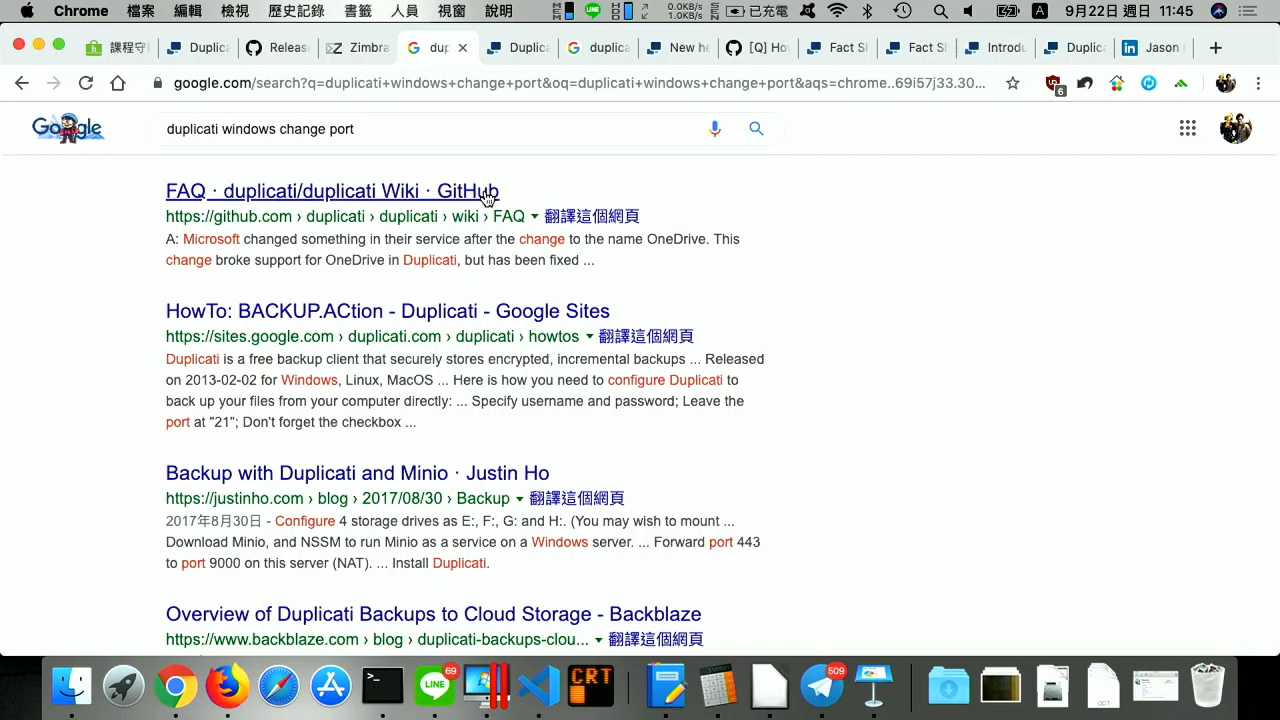 Chrome 檔案 編輯 檢視 歷史記錄 書籤 人員 視窗 說明 0.0KB/s 1.0KB/s 已充電 A 9月22日 週日 11:45
課程守 Duplica Releas Zimbra dup Duplica duplica New he [Q] Ho Fact Sh Fact Sh Introdu Duplica Jason
google.com/search?q=duplicati+windows+change+port&oq=duplicati+windows+change+port&aqs=chrome..69i57j33.30... 6
Google duplicati windows change port
FAQ · duplicati/duplicati Wiki · GitHub
https://github.com › duplicati › duplicati › wiki › FAQ 翻譯這個網頁
A: Microsoft changed something in their service after the change to the name OneDrive. This
change broke support for OneDrive in Duplicati, but has been fixed ...
HowTo: BACKUP.ACtion - Duplicati - Google Sites
https://sites.google.com › duplicati.com › duplicati › howtos 翻譯這個網頁
Duplicati is a free backup client that securely stores encrypted, incremental backups ... Released
on 2013-02-02 for Windows, Linux, MacOS ... Here is how you need to configure Duplicati to
back up your files from your computer directly: ... Specify username and password; Leave the
port at "21"; Don't forget the checkbox ...
Backup with Duplicati and Minio · Justin Ho
https://justinho.com › blog › 2017/08/30 › Backup 翻譯這個網頁
2017年8月30日 - Configure 4 storage drives as E:, F:, G: and H:. (You may wish to mount ...
Download Minio, and NSSM to run Minio as a service on a Windows server. ... Forward port 443
to port 9000 on this server (NAT). ... Install Duplicati.
Overview of Duplicati Backups to Cloud Storage - Backblaze
https://www.backblaze.com › blog › duplicati-backups-clou... 翻譯這個網頁
LINE 69 CRT 509